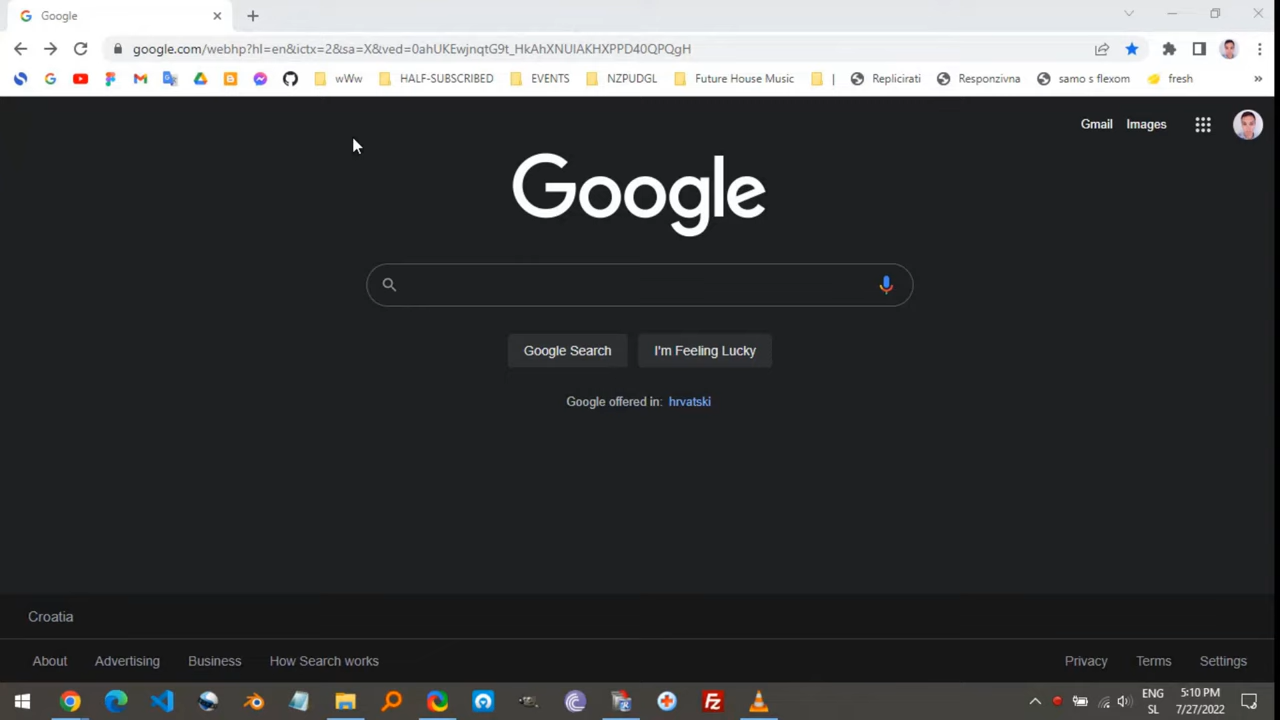 Google
google.com/webhp?hl=en&ictx=2&sa=X&ved=0ahUKEwjnqtG9t_HkAhXNUIAKHXPPD40QPQgH
wWw HALF-SUBSCRIBED EVENTS NZPUDGL Future House Music | Replicirati Responzivna samo s flexom fresh »
Gmail Images
Google
Google Search I'm Feeling Lucky
Google offered in: hrvatski
Croatia
About Advertising Business How Search works Privacy Terms Settings
ENG 5:10 PM
SL 7/27/2022